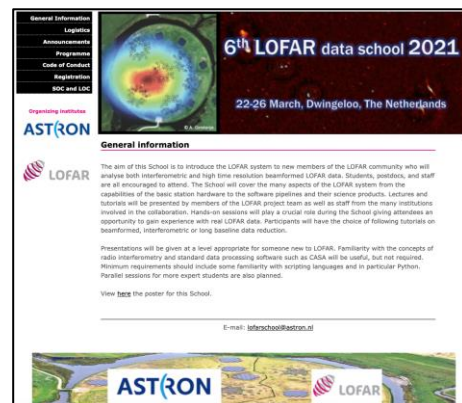 General Information
Logistics
Announcements
Programme
Code of Conduct
Registration
SOC and LOC
Organizing institutes
ASTRON
LOFAR
6th LOFAR data school 2021
22-26 March, Dwingeloo, The Netherlands
General information
The aim of this School is to introduce the LOFAR system to new members of the LOFAR community who will
analyse both interferometric and high time resolution beamformed LOFAR data. Students, postdocs, and staff
are all encouraged to attend. The School will cover the many aspects of the LOFAR system from the
capabilities of the basic station hardware to the software pipelines and their science products. Lectures and
tutorials will be presented by members of the LOFAR project team as well as staff from the many institutions
involved in the collaboration. Hands-on sessions will play a crucial role during the School giving attendees an
opportunity to gain experience with real LOFAR data. Participants will have the choice of following tutorials on
beamformed, interferometric or long baseline data reduction.
Presentations will be given at a level appropriate for someone new to LOFAR. Familiarity with the concepts of
radio interferometry and standard data processing software such as CASA will be useful, but not required.
Minimum requirements should include some familiarity with scripting languages and in particular Python.
Parallel sessions for more expert students are also planned.
View here the poster for this School.
E-mail: lofarschool@astron.nl
ASTRON
LOFAR